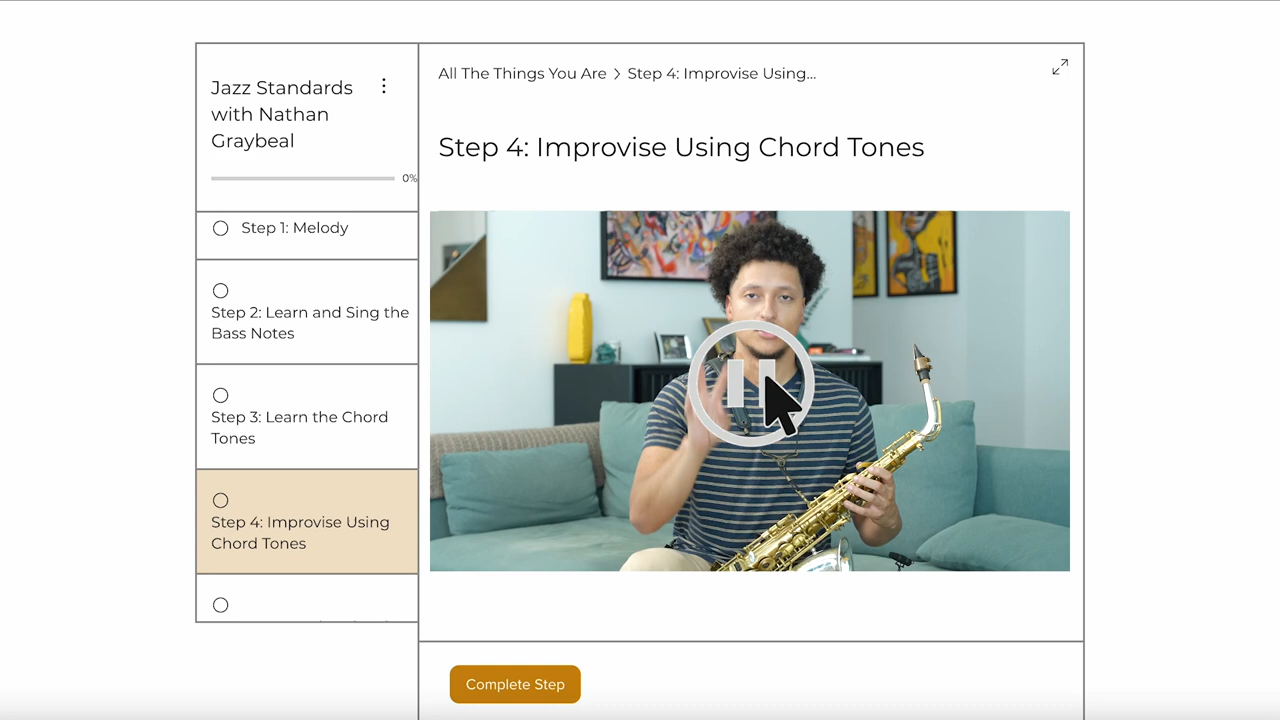 Jazz Standards
with Nathan
Graybeal
0%
Step 1: Melody
Step 2: Learn and Sing the
Bass Notes
Step 3: Learn the Chord
Tones
Step 4: Improvise Using
Chord Tones
All The Things You Are > Step 4: Improvise Using...
Step 4: Improvise Using Chord Tones
Complete Step